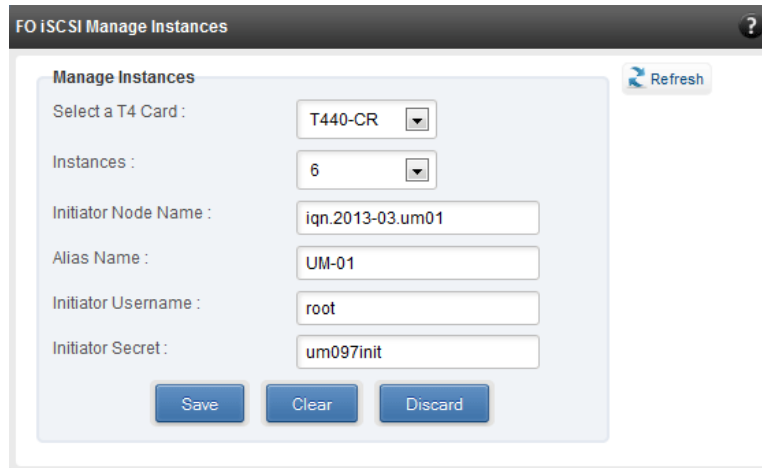 FO iSCSI Manage Instances ?
Manage Instances
Refresh
Select a T4 Card : T440-CR
Instances : 6
Initiator Node Name : iqn.2013-03.um01
Alias Name : UM-01
Initiator Username : root
Initiator Secret : um097init
Save Clear Discard